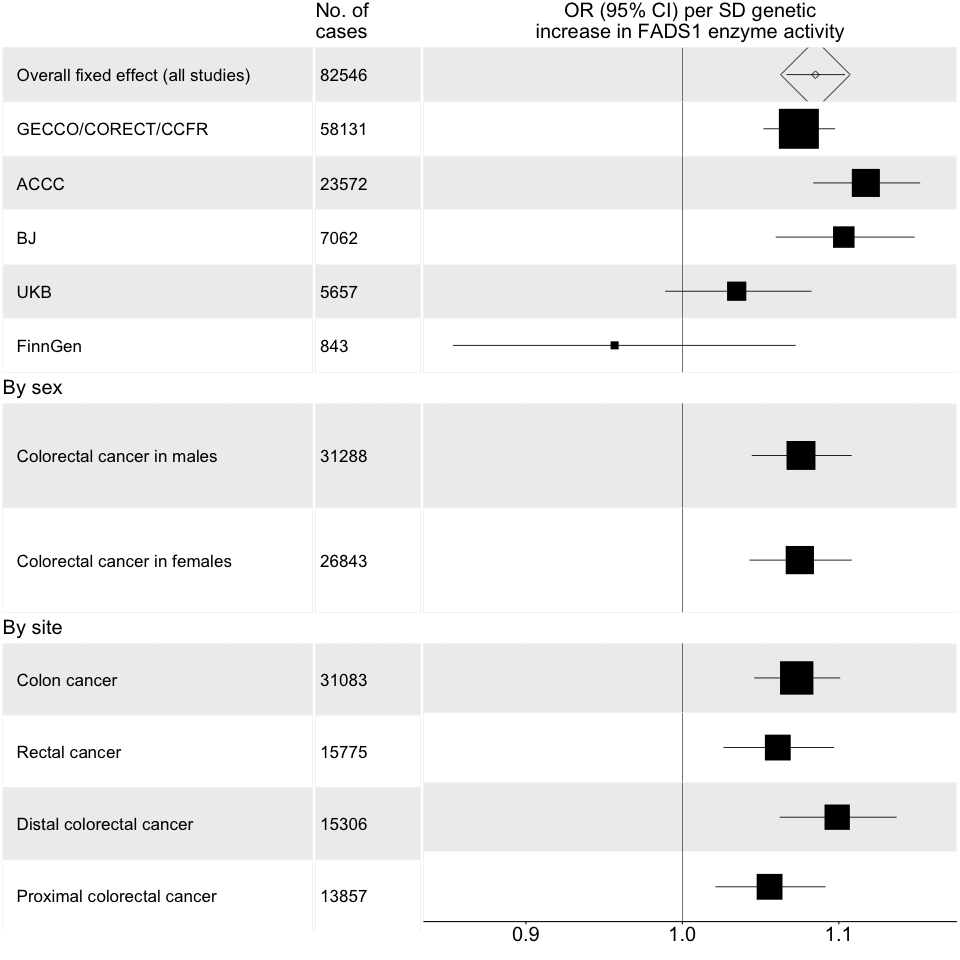 No. of
cases
OR (95% CI) per SD genetic
increase in FADS1 enzyme activity
Overall fixed effect (all studies) 82546
GECCO/CORECT/CCFR 58131
ACCC 23572
BJ 7062
UKB 5657
FinnGen 843
By sex
Colorectal cancer in males 31288
Colorectal cancer in females 26843
By site
Colon cancer 31083
Rectal cancer 15775
Distal colorectal cancer 15306
Proximal colorectal cancer 13857
0.9 1.0 1.1